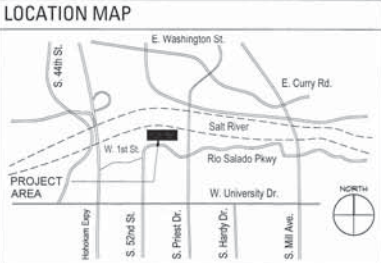 LOCATION MAP
E. Washington St.
S. 44th St.
E. Curry Rd.
Salt River
W. 1st St.
Rio Salado Pkwy
PROJECT
AREA
W. University Dr.
NORTH
Hohokam Expy
S. 52nd St.
S. Priest Dr.
S. Hardy Dr.
S. Mill Ave.